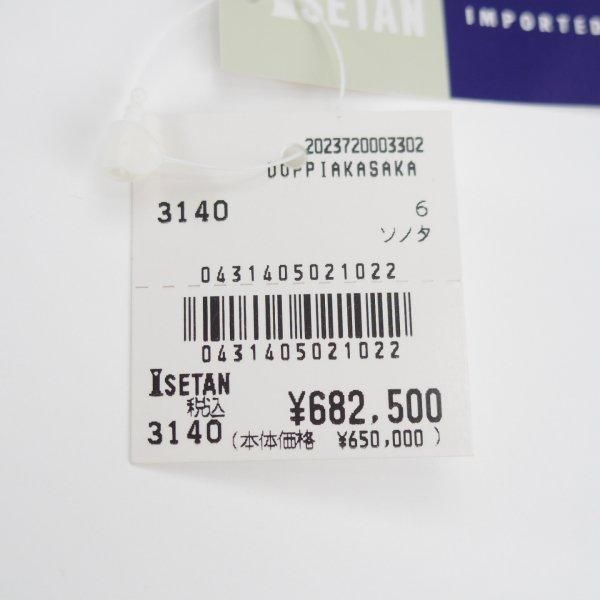 ISETAN
IMPORTED
2023720003302
DOPPIAKASAKA
3140 6
ソノタ
0431405021022
0431405021022
ISETAN
税込 ¥682,500
3140 (本体価格 ¥650,000)